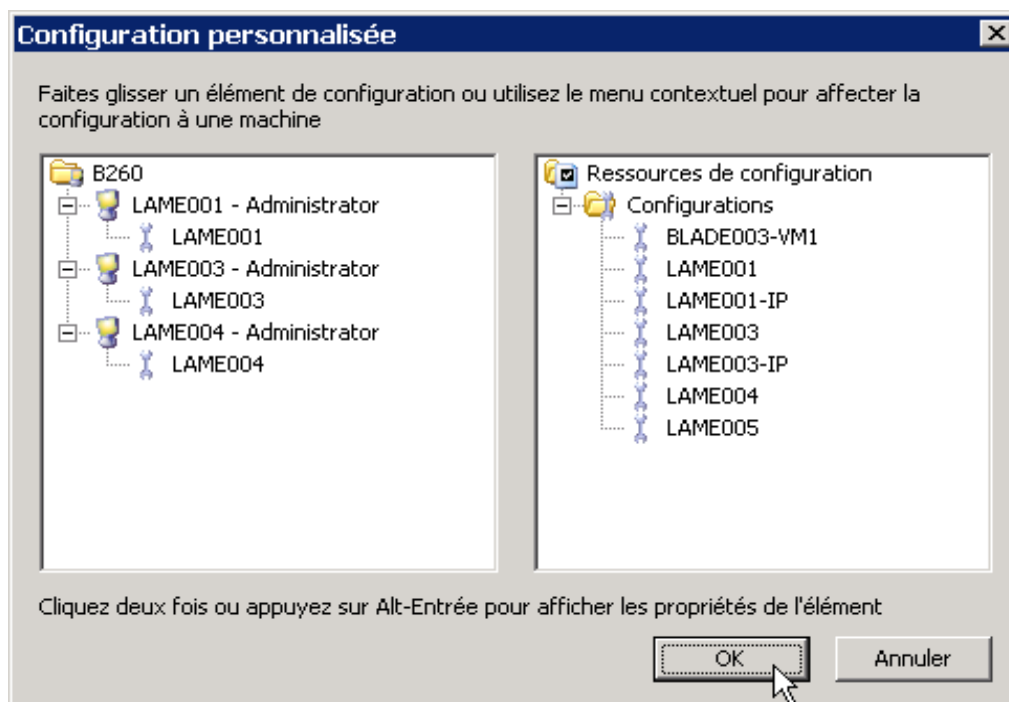 Configuration personnalisée
Faites glisser un élément de configuration ou utilisez le menu contextuel pour affecter la
configuration à une machine
B260
LAME001 - Administrator
LAME001
LAME003 - Administrator
LAME003
LAME004 - Administrator
LAME004
Ressources de configuration
Configurations
BLADE003-VM1
LAME001
LAME001-IP
LAME003
LAME003-IP
LAME004
LAME005
Cliquez deux fois ou appuyez sur Alt-Entrée pour afficher les propriétés de l'élément
OK
Annuler